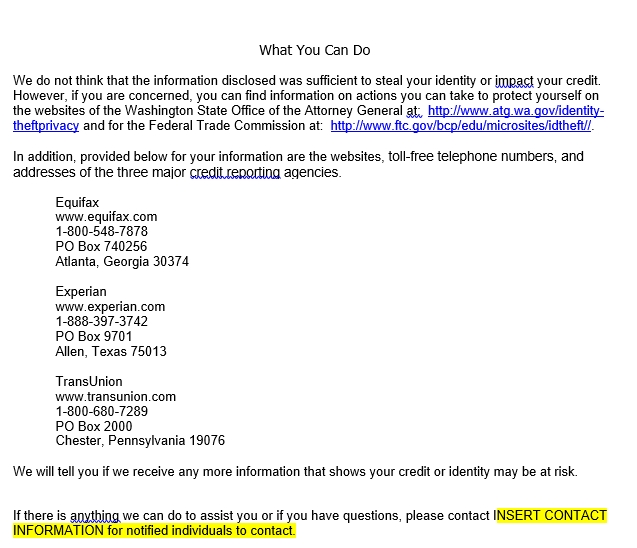 What You Can Do
We do not think that the information disclosed was sufficient to steal your identity or impact your credit.
However, if you are concerned, you can find information on actions you can take to protect yourself on
the websites of the Washington State Office of the Attorney General at:, http://www.atg.wa.gov/identity-
theftprivacy and for the Federal Trade Commission at: http://www.ftc.gov/bcp/edu/microsites/idtheft//.
In addition, provided below for your information are the websites, toll-free telephone numbers, and
addresses of the three major credit reporting agencies.
Equifax
www.equifax.com
1-800-548-7878
PO Box 740256
Atlanta, Georgia 30374
Experian
www.experian.com
1-888-397-3742
PO Box 9701
Allen, Texas 75013
TransUnion
www.transunion.com
1-800-680-7289
PO Box 2000
Chester, Pennsylvania 19076
We will tell you if we receive any more information that shows your credit or identity may be at risk.
If there is anything we can do to assist you or if you have questions, please contact INSERT CONTACT
INFORMATION for notified individuals to contact.